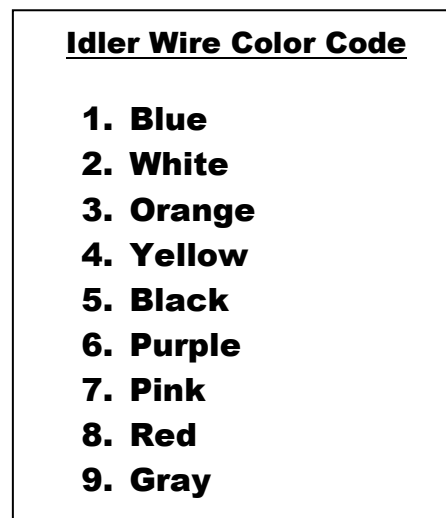 Idler Wire Color Code
1. Blue
2. White
3. Orange
4. Yellow
5. Black
6. Purple
7. Pink
8. Red
9. Gray